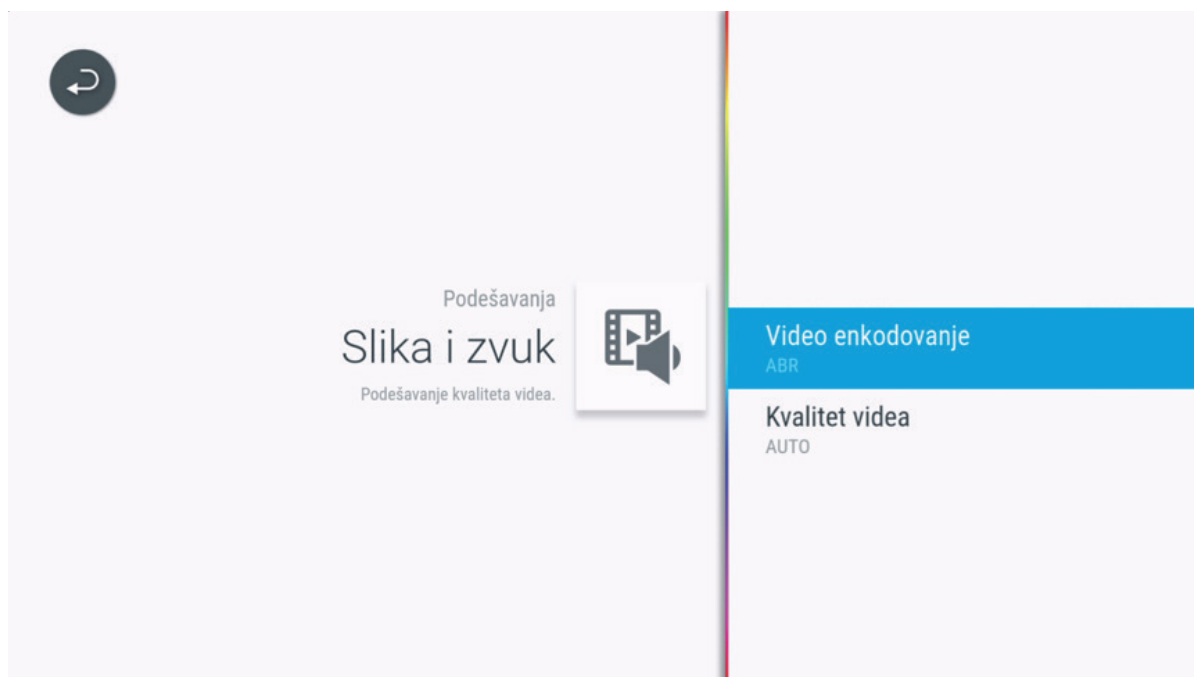 Podešavanja
Slika i zvuk
Podešavanje kvaliteta videa.
Video enkodovanje
ABR
Kvalitet videa
AUTO